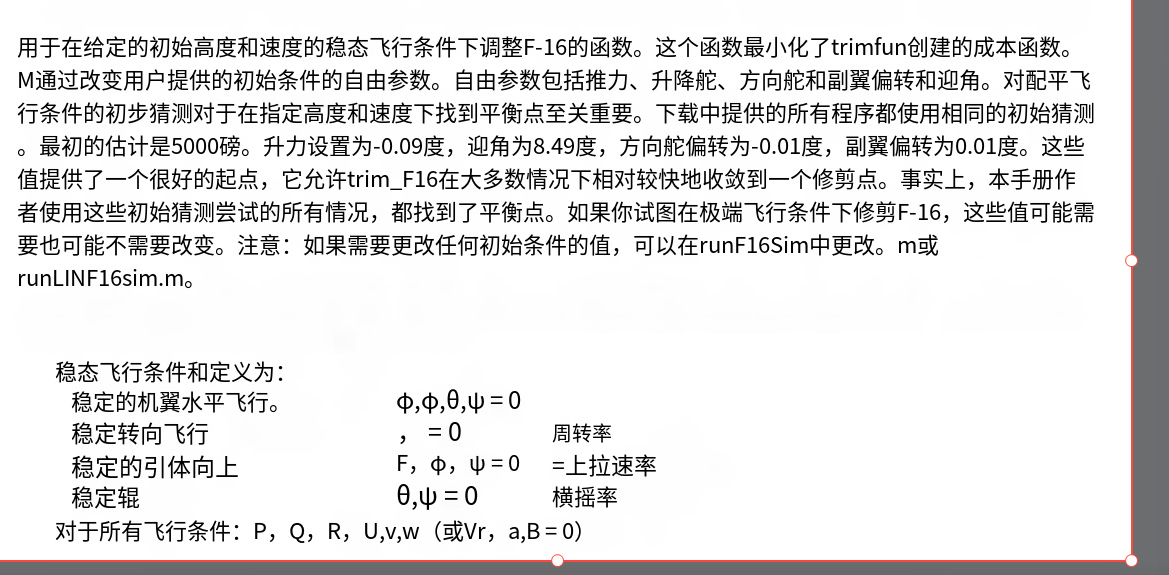 用于在给定的初始高度和速度的稳态飞行条件下调整F-16的函数。这个函数最小化了trimfun创建的成本函数。
M通过改变用户提供的初始条件的自由参数。自由参数包括推力、升降舵、方向舵和副翼偏转和迎角。对配平飞
行条件的初步猜测对于在指定高度和速度下找到平衡点至关重要。下载中提供的所有程序都使用相同的初始猜测
。最初的估计是5000磅。升力设置为-0.09度，迎角为8.49度，方向舵偏转为-0.01度，副翼偏转为0.01度。这些
值提供了一个很好的起点，它允许trim_F16在大多数情况下相对较快地收敛到一个修剪点。事实上，本手册作
者使用这些初始猜测尝试的所有情况，都找到了平衡点。如果你试图在极端飞行条件下修剪F-16，这些值可能需
要也可能不需要改变。注意：如果需要更改任何初始条件的值，可以在runF16Sim中更改。m或
runLINF16sim.m。
稳态飞行条件和定义为：
稳定的机翼水平飞行。 φ,φ,θ,ψ = 0
稳定转向飞行 ， = 0 周转率
稳定的引体向上 F，φ，ψ = 0 =上拉速率
稳定辊 θ,ψ = 0 横摇率
对于所有飞行条件：P，Q，R，U,v,w（或Vr，a,B = 0）